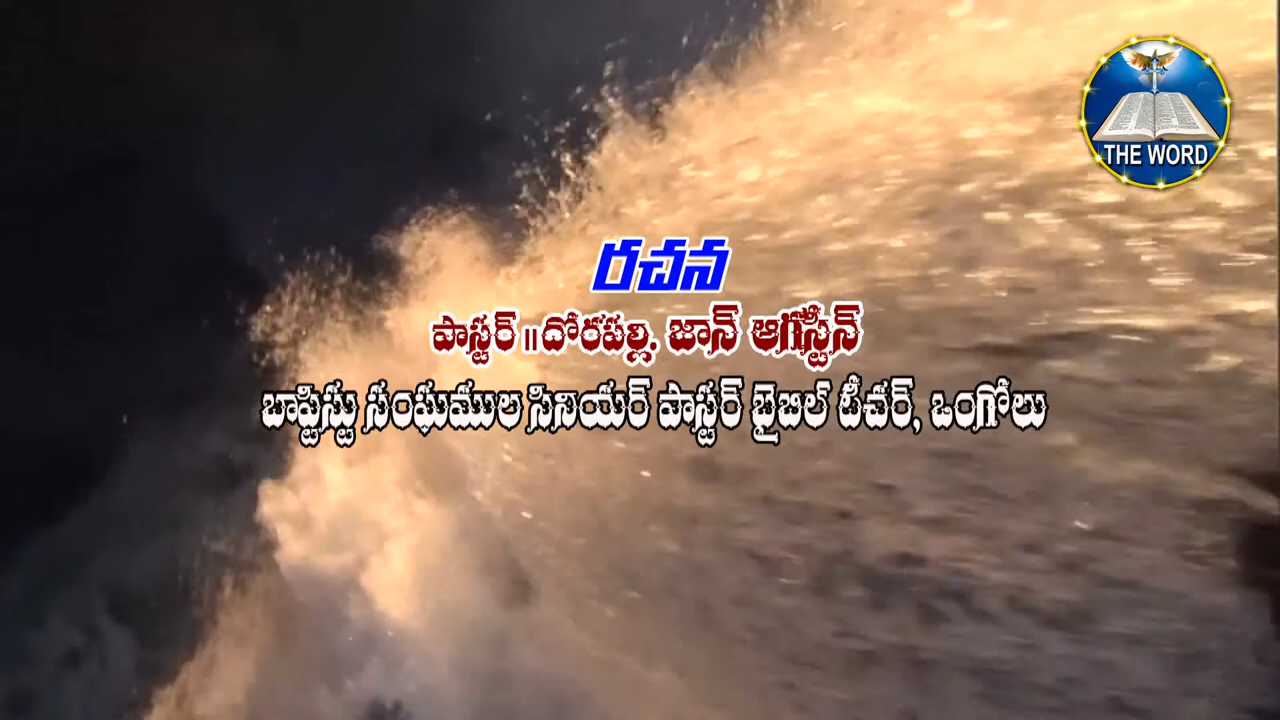 THE WORD
రచన
పాస్టర్ ॥దోరపల్లి. జాన్ ఆగస్టీన్
బాప్టిస్టు సంఘముల సినియర్ పాస్టర్ బైబిల్ టీచర్, ఒంగోలు